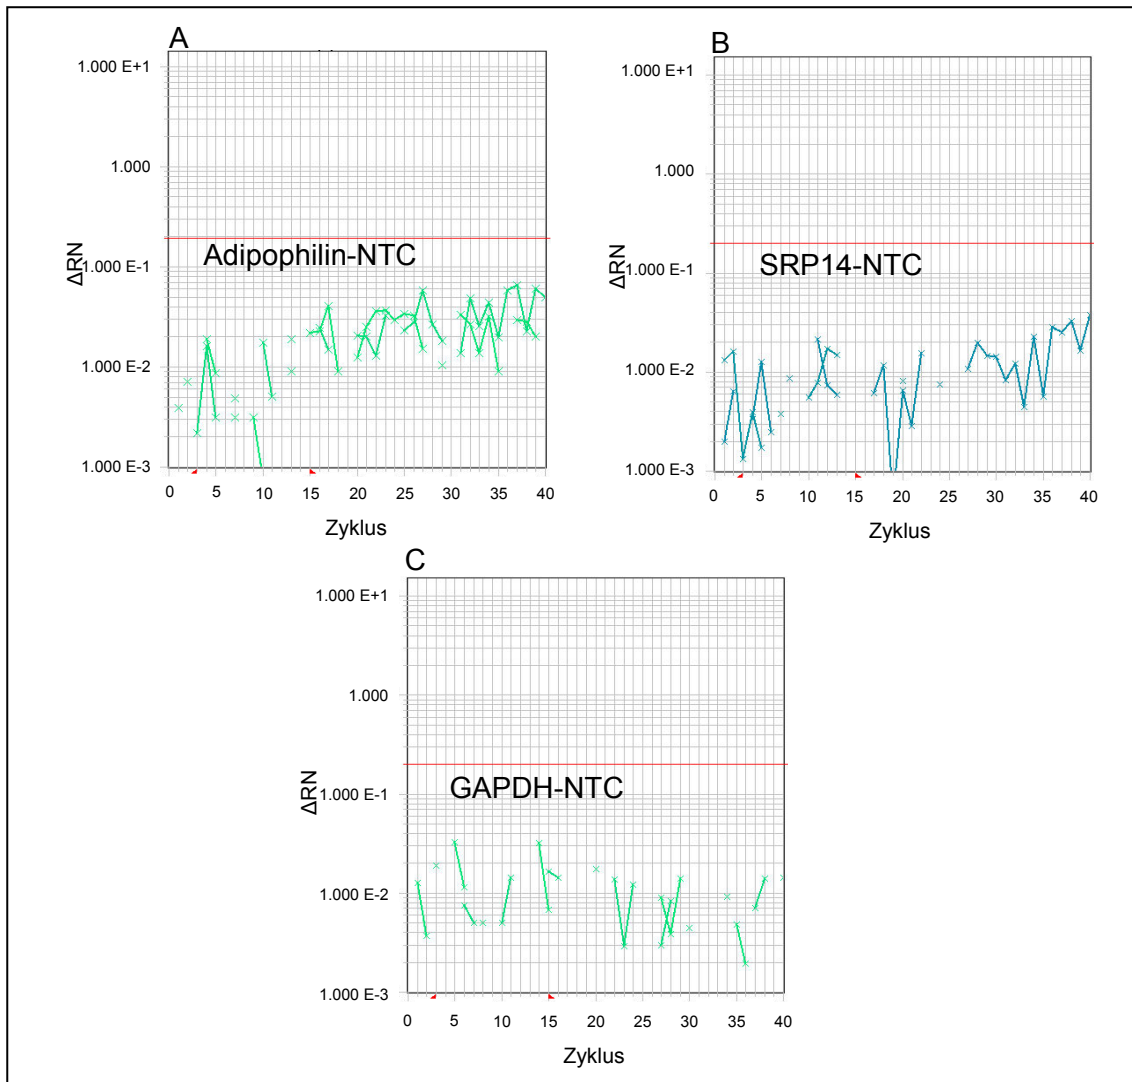 A
1.000 E+1
1.000
1.000 E-1
1.000 E-2
1.000 E-3
ΔRN
Adipophilin-NTC
0 5 10 15 20 25 30 35 40
Zyklus
B
1.000 E+1
1.000
1.000 E-1
1.000 E-2
1.000 E-3
ΔRN
SRP14-NTC
0 5 10 15 20 25 30 35 40
Zyklus
C
1.000 E+1
1.000
1.000 E-1
1.000 E-2
1.000 E-3
ΔRN
GAPDH-NTC
0 5 10 15 20 25 30 35 40
Zyklus